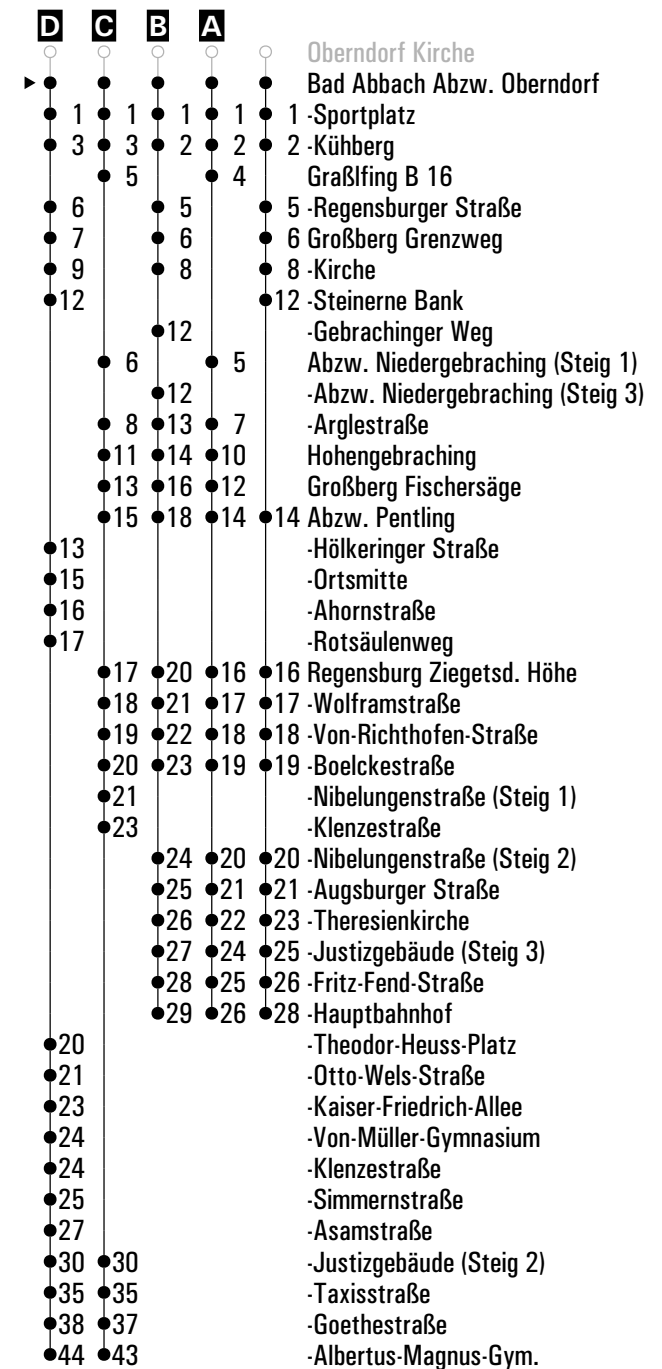 D C B A
Oberndorf Kirche
Bad Abbach Abzw. Oberndorf
1 1 1 1 1 -Sportplatz
3 3 2 2 2 -Kühberg
5 4 Graßlfing B 16
6 5 5 -Regensburger Straße
7 6 6 Großberg Grenzweg
9 8 8 -Kirche
12 12 -Steinerne Bank
12 -Gebrachinger Weg
6 5 Abzw. Niedergebraching (Steig 1)
12 -Abzw. Niedergebraching (Steig 3)
8 13 7 -Arglestraße
11 14 10 Hohengebraching
13 16 12 Großberg Fischersäge
15 18 14 14 Abzw. Pentling
13 -Hölkeringer Straße
15 -Ortsmitte
16 -Ahornstraße
17 -Rotsäulenweg
17 20 16 16 Regensburg Ziegetsd. Höhe
18 21 17 17 -Wolframstraße
19 22 18 18 -Von-Richthofen-Straße
20 23 19 19 -Boelckestraße
21 -Nibelungenstraße (Steig 1)
23 -Klenzestraße
24 20 20 -Nibelungenstraße (Steig 2)
25 21 21 -Augsburger Straße
26 22 23 -Theresienkirche
27 24 25 -Justizgebäude (Steig 3)
28 25 26 -Fritz-Fend-Straße
29 26 28 -Hauptbahnhof
20 -Theodor-Heuss-Platz
21 -Otto-Wels-Straße
23 -Kaiser-Friedrich-Allee
24 -Von-Müller-Gymnasium
24 -Klenzestraße
25 -Simmernstraße
27 -Asamstraße
30 30 -Justizgebäude (Steig 2)
35 35 -Taxisstraße
38 37 -Goethestraße
44 43 -Albertus-Magnus-Gym.